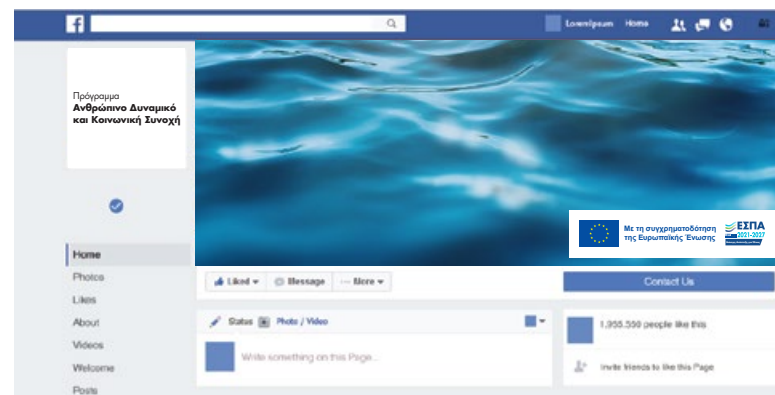 f
Loremipsum Home
Πρόγραμμα
Ανθρώπινο Δυναμικό
και Κοινωνική Συνοχή
Με τη συγχρηματοδότηση
της Ευρωπαϊκής Ένωσης
ΕΣΠΑ
2021-2027
Home
Photos
Likes
About
Videos
Welcome
Posts
Liked Message ... More
Contact Us
Status Photo / Video
Write something on this Page...
1,955,550 people like this
Invite friends to like this Page